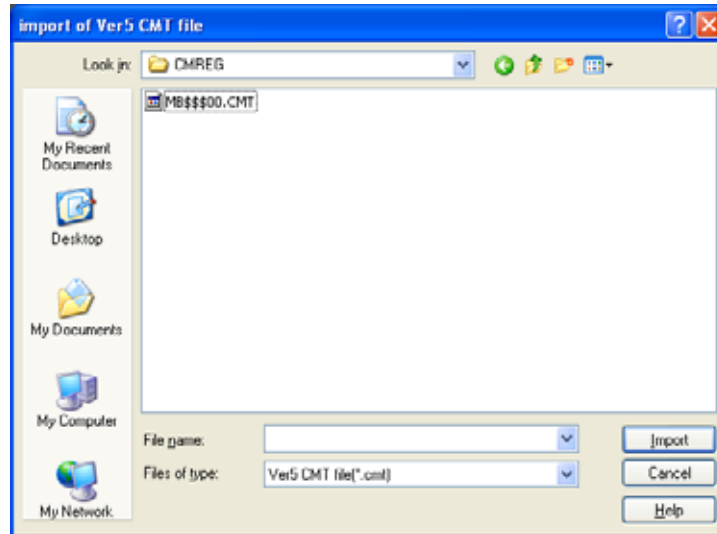 import of Ver5 CMT file
Look in:
CMREG
MB$$$00.CMT
My Recent
Documents
Desktop
My Documents
My Computer
My Network
File name:
Import
Files of type:
Ver5 CMT file(*.cmt)
Cancel
Help